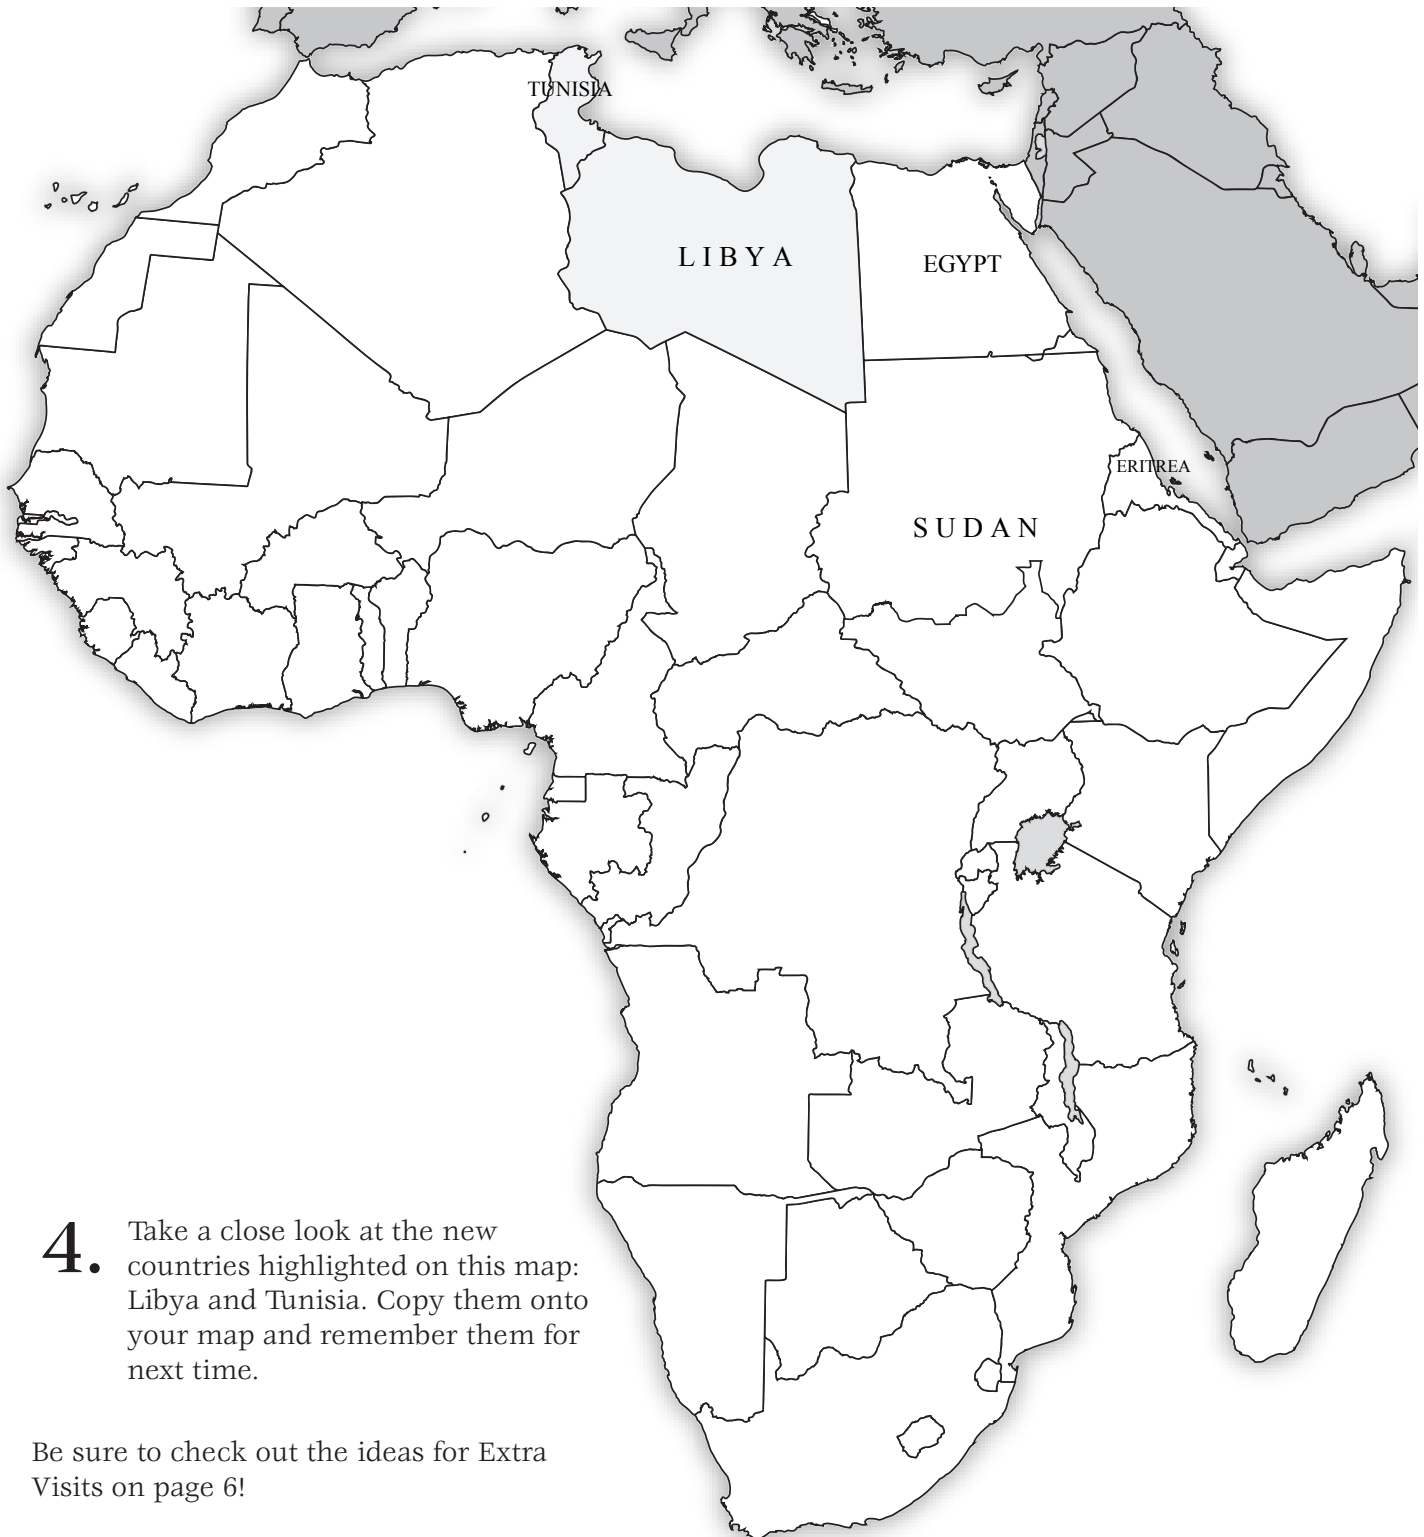 TUNISIA
LIBYA
EGYPT
ERITREA
SUDAN
4. Take a close look at the new
countries highlighted on this map:
Libya and Tunisia. Copy them onto
your map and remember them for
next time.
Be sure to check out the ideas for Extra
Visits on page 6!